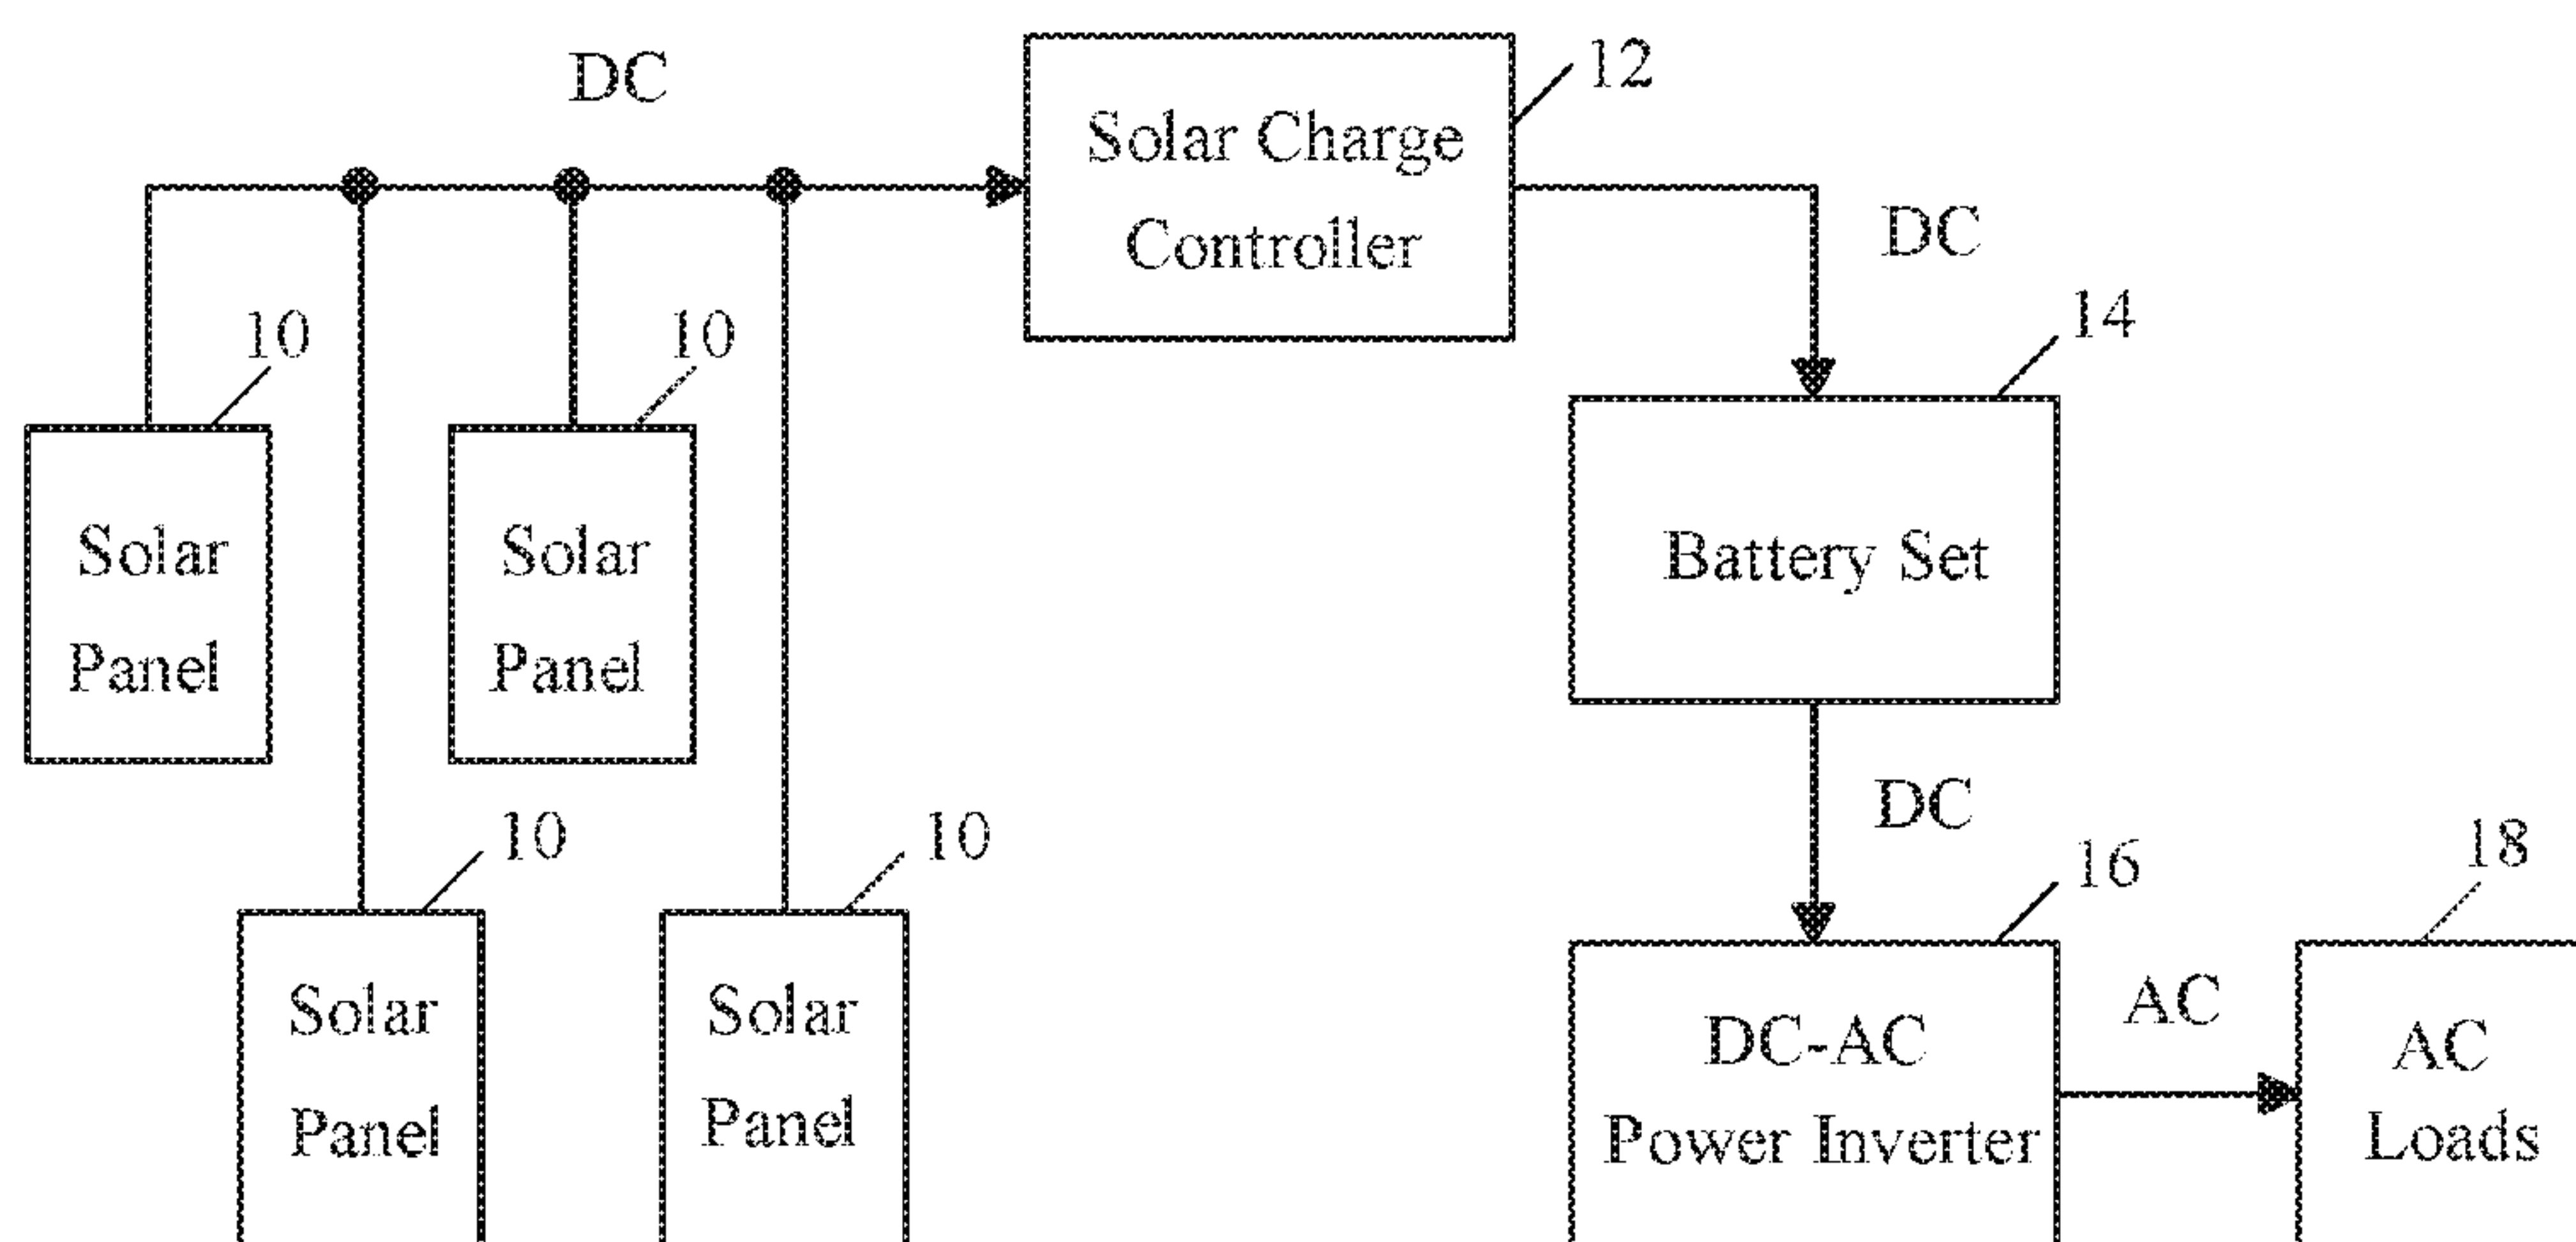 DC
12
Solar Charge
Controller
DC
10
10
14
Solar
Panel
Solar
Panel
Battery Set
DC
10
10
16
18
Solar
Panel
Solar
Panel
DC-AC
Power Inverter
AC
AC
Loads